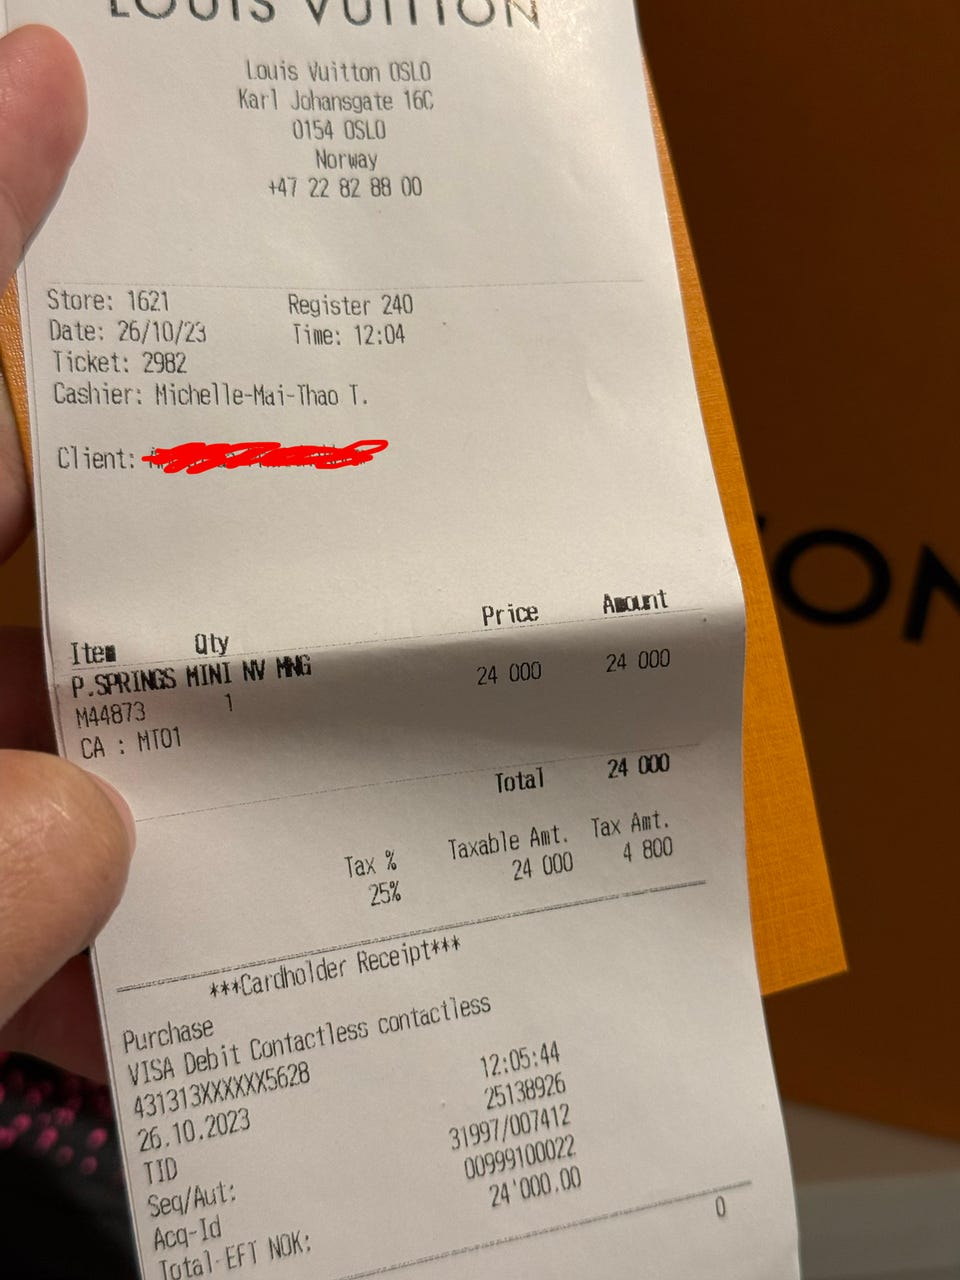 LOUIS VUITTON
Louis Vuitton OSLO
Karl Johansgate 16C
0154 OSLO
Norway
+47 22 82 88 00
Store: 1621 Register 240
Date: 26/10/23 Time: 12:04
Ticket: 2982
Cashier: Michelle-Mai-Thao T.
Client:
Item Qty Price Amount
P.SPRINGS MINI NV MNG 24 000 24 000
M44873 1
CA : MT01
Total 24 000
Tax % Taxable Amt. Tax Amt.
25% 24 000 4 800
***Cardholder Receipt***
Purchase
VISA Debit Contactless contactless
431313XXXXXX5628
26.10.2023 12:05:44
TID 25138926
Seq/Aut: 31997/007412
Acq-Id 00999100022
Total-EFT NOK: 24'000.00
0
ON